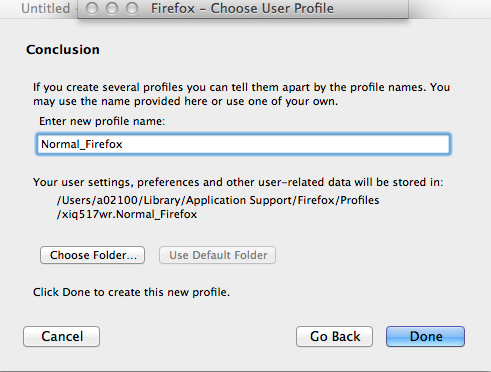 Untitled - Firefox – Choose User Profile
Conclusion
If you create several profiles you can tell them apart by the profile names. You
may use the name provided here or use one of your own.
Enter new profile name:
Normal_Firefox
Your user settings, preferences and other user-related data will be stored in:
/Users/a02100/Library/Application Support/Firefox/Profiles
/xiq517wr.Normal_Firefox
Choose Folder... Use Default Folder
Click Done to create this new profile.
Cancel Go Back Done